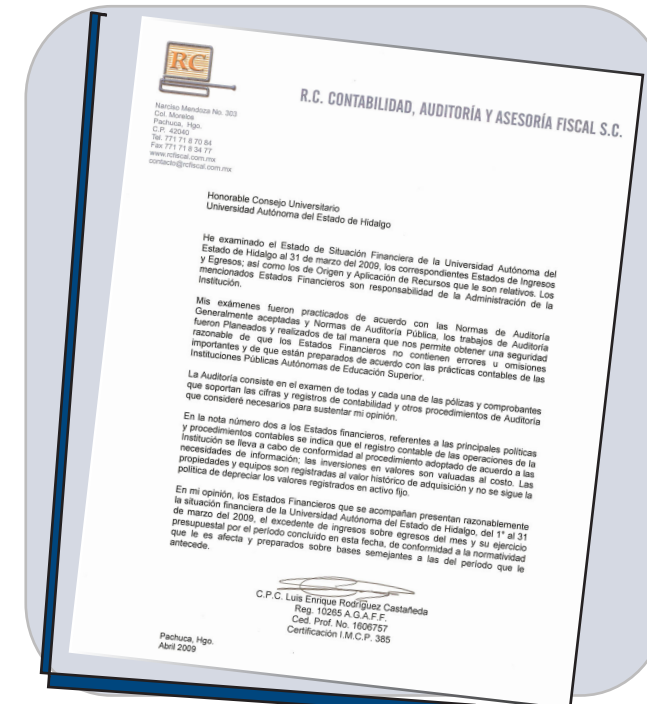 RC
R.C. CONTABILIDAD, AUDITORÍA Y ASESORÍA FISCAL S.C.
Narciso Mendoza No. 303
Col. Morelos
Pachuca, Hgo.
C.P. 42040
Tel. 771 71 8 70 84
Fax 771 71 8 34 77
www.rcfiscal.com.mx
contacto@rcfiscal.com.mx
Honorable Consejo Universitario
Universidad Autónoma del Estado de Hidalgo
He examinado el Estado de Situación Financiera de la Universidad Autónoma del
Estado de Hidalgo al 31 de marzo del 2009, los correspondientes Estados de Ingresos
y Egresos; así como los de Origen y Aplicación de Recursos que le son relativos. Los
mencionados Estados Financieros son responsabilidad de la Administración de la
Institución.
Mis exámenes fueron practicados de acuerdo con las Normas de Auditoría
Generalmente aceptadas y Normas de Auditoría Pública, los trabajos de Auditoría
fueron Planeados y realizados de tal manera que nos permite obtener una seguridad
razonable de que los Estados Financieros no contienen errores u omisiones
importantes y de que están preparados de acuerdo con las prácticas contables de las
Instituciones Públicas Autónomas de Educación Superior.
La Auditoría consiste en el examen de todas y cada una de las pólizas y comprobantes
que soportan las cifras y registros de contabilidad y otros procedimientos de Auditoría
que consideré necesarios para sustentar mi opinión.
En la nota número dos a los Estados financieros, referentes a las principales políticas
y procedimientos contables se indica que el registro contable de las operaciones de la
Institución se lleva a cabo de conformidad al procedimiento adoptado de acuerdo a las
necesidades de información; las inversiones en valores son valuadas al costo. Las
propiedades y equipos son registradas al valor histórico de adquisición y no se sigue la
política de depreciar los valores registrados en activo fijo.
En mi opinión, los Estados Financieros que se acompañan presentan razonablemente
la situación financiera de la Universidad Autónoma del Estado de Hidalgo, del 1° al 31
de marzo del 2009, el excedente de ingresos sobre egresos del mes y su ejercicio
presupuestal por el período concluido en esta fecha, de conformidad a la normatividad
que le es afecta y preparados sobre bases semejantes a las del período que le
antecede.
C.P.C. Luis Enrique Rodríguez Castañeda
Reg. 10265 A.G.A.F.F.
Ced. Prof. No. 1606757
Certificación I.M.C.P. 385
Pachuca, Hgo.
Abril 2009